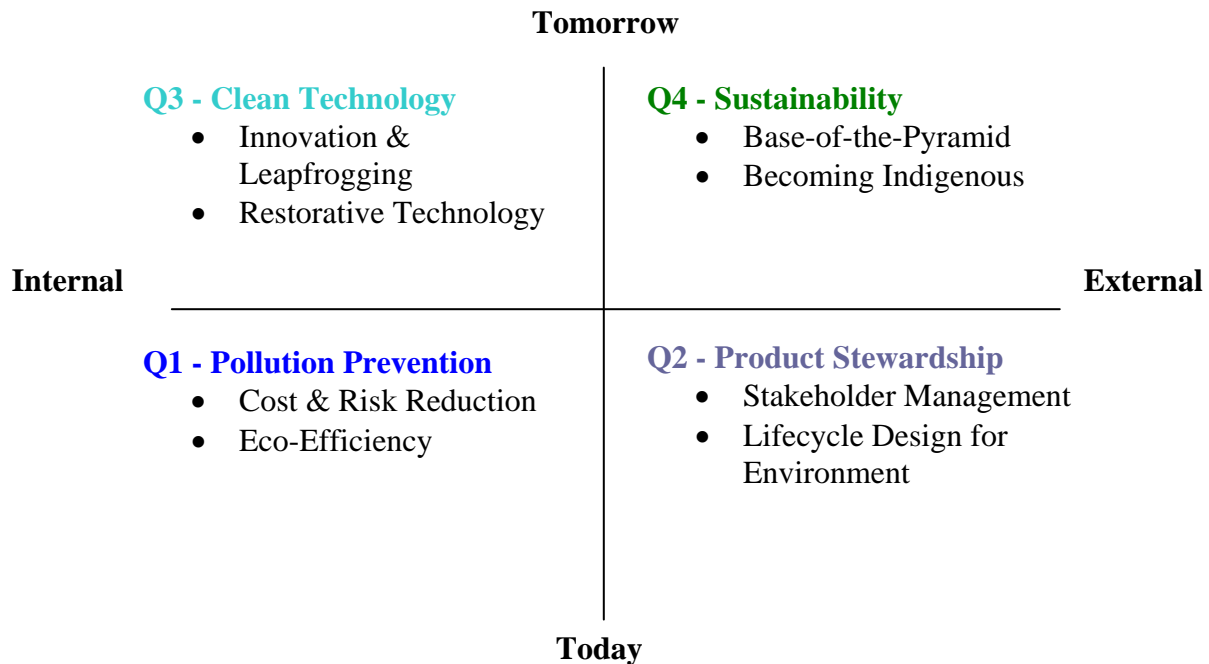 Tomorrow
Q3 - Clean Technology
• Innovation &
Leapfrogging
• Restorative Technology
Q4 - Sustainability
• Base-of-the-Pyramid
• Becoming Indigenous
Internal
External
Q1 - Pollution Prevention
• Cost & Risk Reduction
• Eco-Efficiency
Q2 - Product Stewardship
• Stakeholder Management
• Lifecycle Design for
Environment
Today